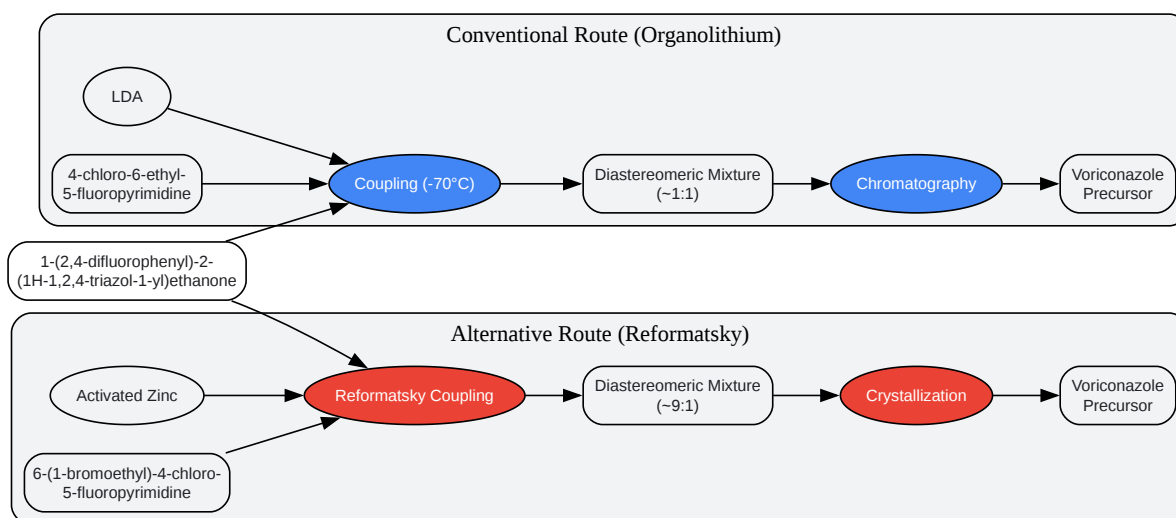 Conventional Route (Organolithium)
LDA
4-chloro-6-ethyl-
5-fluoropyrimidine
Coupling (-70°C)
Diastereomeric Mixture
(~1:1)
Chromatography
Voriconazole
Precursor
1-(2,4-difluorophenyl)-2-
(1H-1,2,4-triazol-1-yl)ethanone
Alternative Route (Reformatsky)
Activated Zinc
Reformatsky Coupling
Diastereomeric Mixture
(~9:1)
Crystallization
Voriconazole
Precursor
6-(1-bromoethyl)-4-chloro-
5-fluoropyrimidine